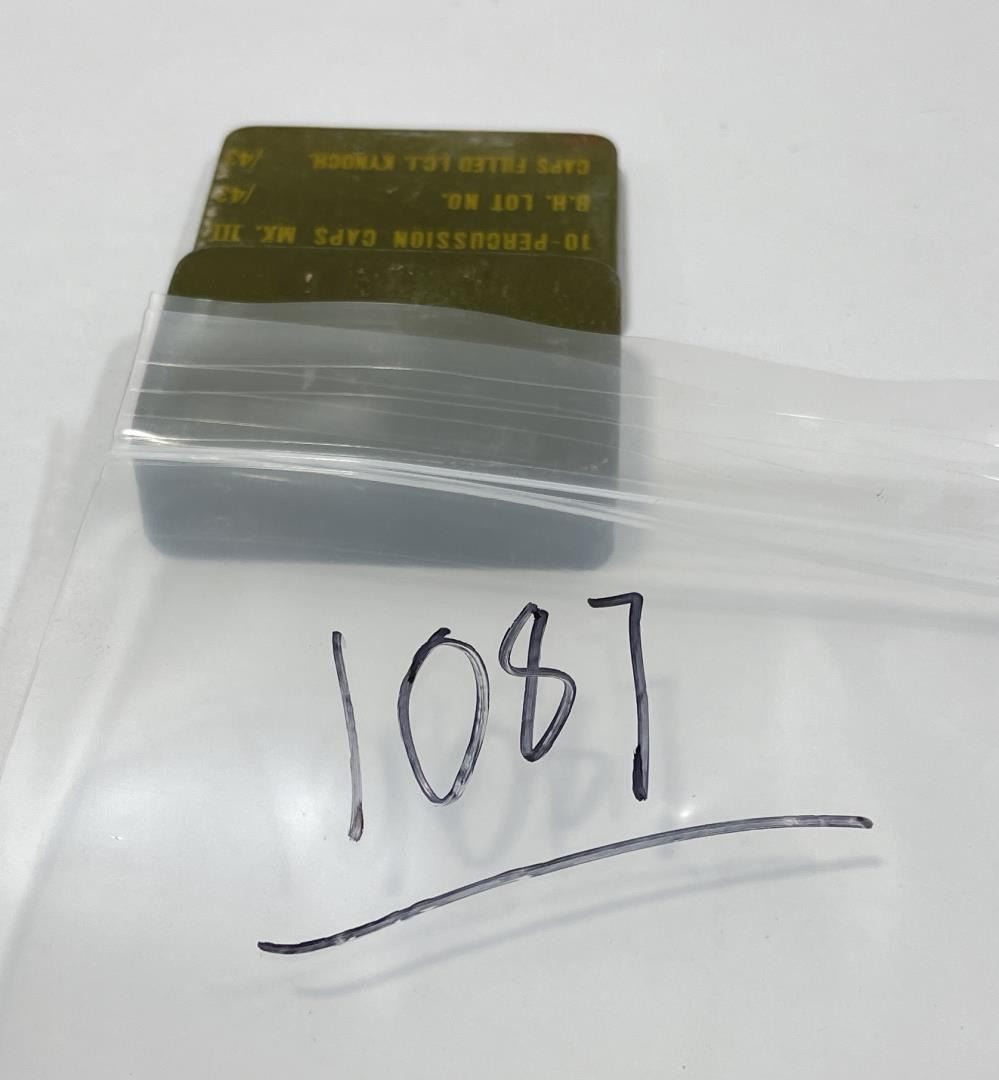 10-PERCUSSION CAPS MK. III
B.H. LOT NO. /43
CAPS FILLED I.C.I. KYNOCH. /43
1087